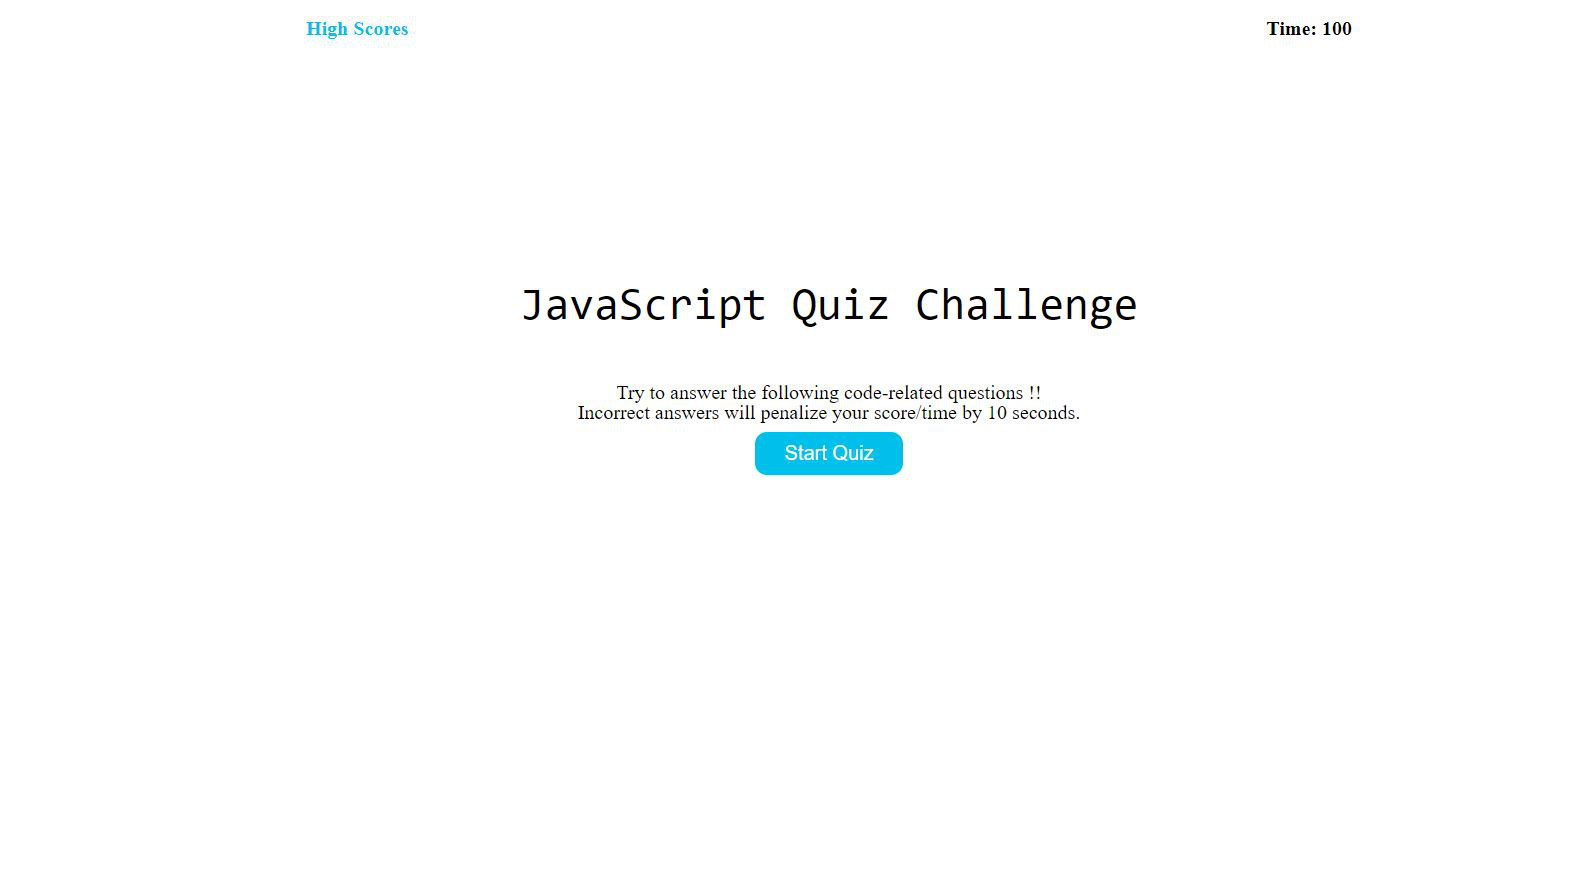 High Scores
Time: 100
JavaScript Quiz Challenge
Try to answer the following code-related questions !!
Incorrect answers will penalize your score/time by 10 seconds.
Start Quiz